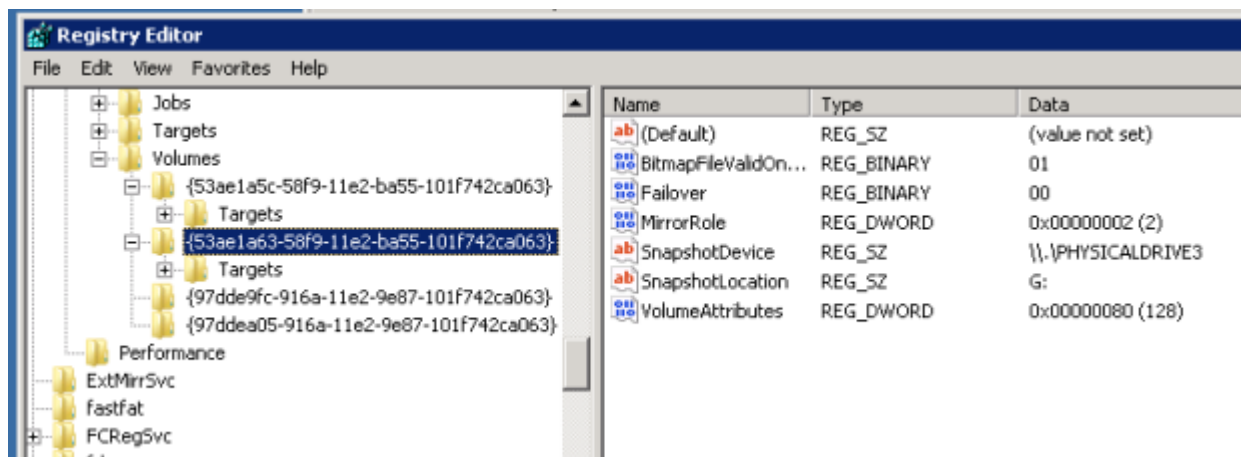 Registry Editor
File Edit View Favorites Help
Jobs
Targets
Volumes
{53ae1a5c-58f9-11e2-ba55-101f742ca063}
Targets
{53ae1a63-58f9-11e2-ba55-101f742ca063}
Targets
{97dde9fc-916a-11e2-9e87-101f742ca063}
{97ddea05-916a-11e2-9e87-101f742ca063}
Performance
ExtMirrSvc
fastfat
FCRegSvc
Name Type Data
(Default) REG_SZ (value not set)
BitmapFileValidOn... REG_BINARY 01
Failover REG_BINARY 00
MirrorRole REG_DWORD 0x00000002 (2)
SnapshotDevice REG_SZ \\.\PHYSICALDRIVE3
SnapshotLocation REG_SZ G:
VolumeAttributes REG_DWORD 0x00000080 (128)